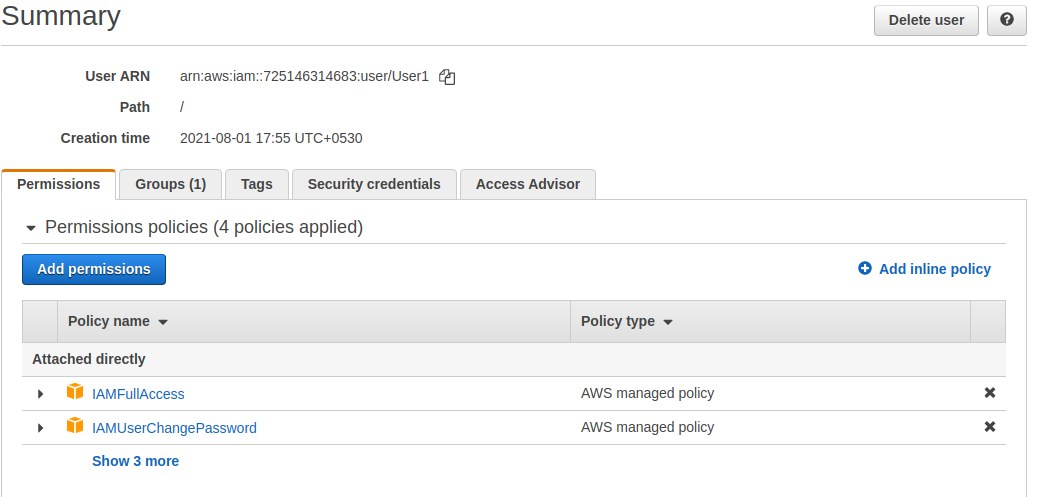 Summary
Delete user
User ARN arn:aws:iam::725146314683:user/User1
Path /
Creation time 2021-08-01 17:55 UTC+0530
Permissions Groups (1) Tags Security credentials Access Advisor
Permissions policies (4 policies applied)
Add permissions Add inline policy
Policy name Policy type
Attached directly
IAMFullAccess AWS managed policy
IAMUserChangePassword AWS managed policy
Show 3 more